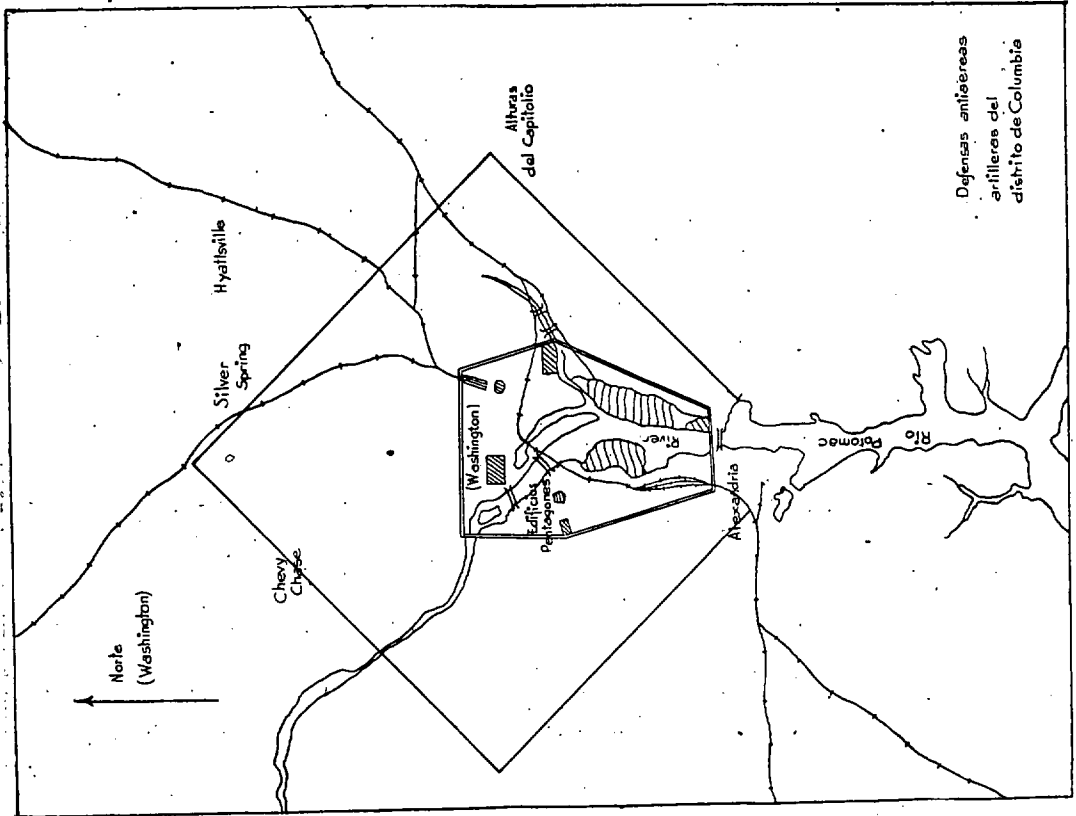 Norte
(Washington)
Chevy
Chase
Silver
Spring
Hyattsville
Alturas
del Capitolio
(Washington)
Edificios
Pentagones
River
Alexandria
Río
Potomac
Defensas antiaéreas
artilleras del
distrito de Columbia